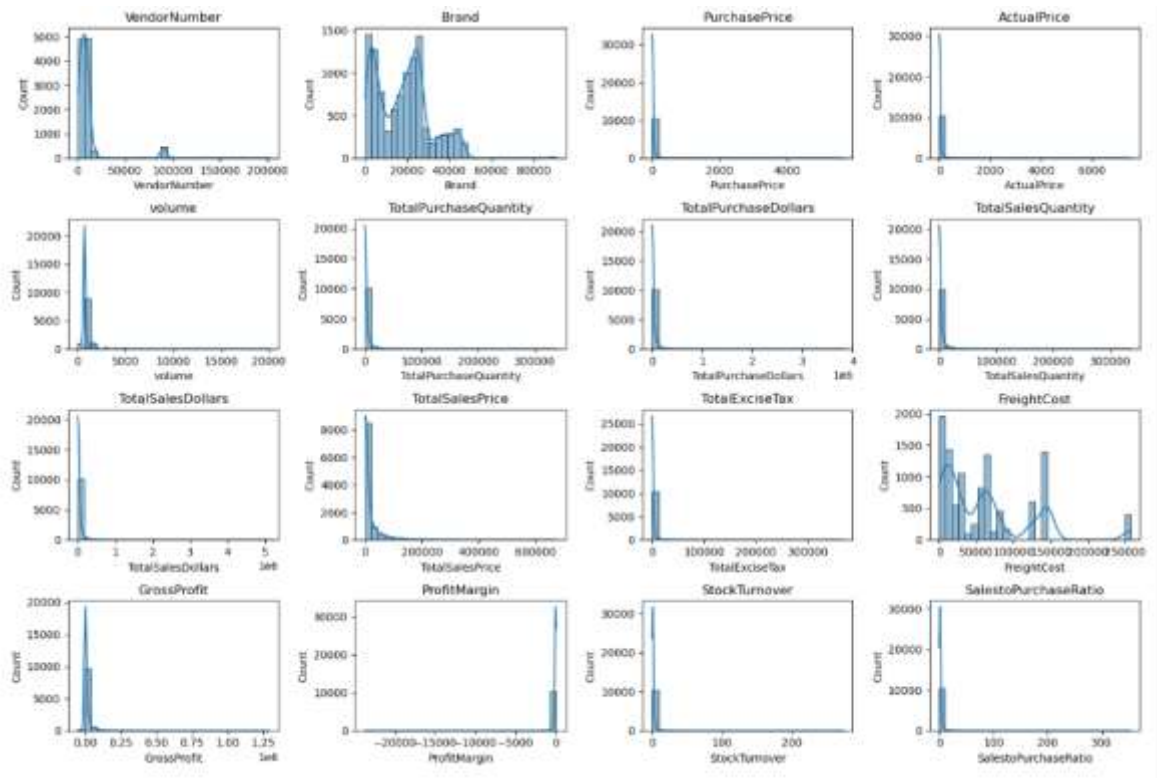 VendorNumber
5000
4000
3000
2000
1000
0
Count
0 50000 100000 150000 200000
VendorNumber
Brand
1500
1000
500
0
Count
0 20000 40000 60000 80000
Brand
PurchasePrice
30000
20000
10000
0
Count
0 2000 4000
PurchasePrice
ActualPrice
30000
20000
10000
0
Count
0 2000 4000 6000
ActualPrice
volume
20000
15000
10000
5000
0
Count
0 5000 10000 15000 20000
volume
TotalPurchaseQuantity
20000
15000
10000
5000
0
Count
0 100000 200000 300000
TotalPurchaseQuantity
TotalPurchaseDollars
20000
15000
10000
5000
0
Count
0 1 2 3 4
TotalPurchaseDollars 1e6
TotalSalesQuantity
20000
15000
10000
5000
0
Count
0 100000 200000 300000
TotalSalesQuantity
TotalSalesDollars
20000
15000
10000
5000
0
Count
0 1 2 3 4 5
TotalSalesDollars 1e6
TotalSalesPrice
8000
6000
4000
2000
0
Count
0 200000 400000 600000
TotalSalesPrice
TotalExciseTax
25000
20000
15000
10000
5000
0
Count
0 100000 200000 300000
TotalExciseTax
FreightCost
2000
1500
1000
500
0
Count
0 50000 100000 150000 200000 250000
FreightCost
GrossProfit
20000
15000
10000
5000
0
Count
0.00 0.25 0.50 0.75 1.00 1.25
GrossProfit 1e6
ProfitMargin
30000
20000
10000
0
Count
−20000 −15000 −10000 −5000 0
ProfitMargin
StockTurnover
30000
20000
10000
0
Count
0 100 200
StockTurnover
SalestoPurchaseRatio
30000
20000
10000
0
Count
0 100 200 300
SalestoPurchaseRatio